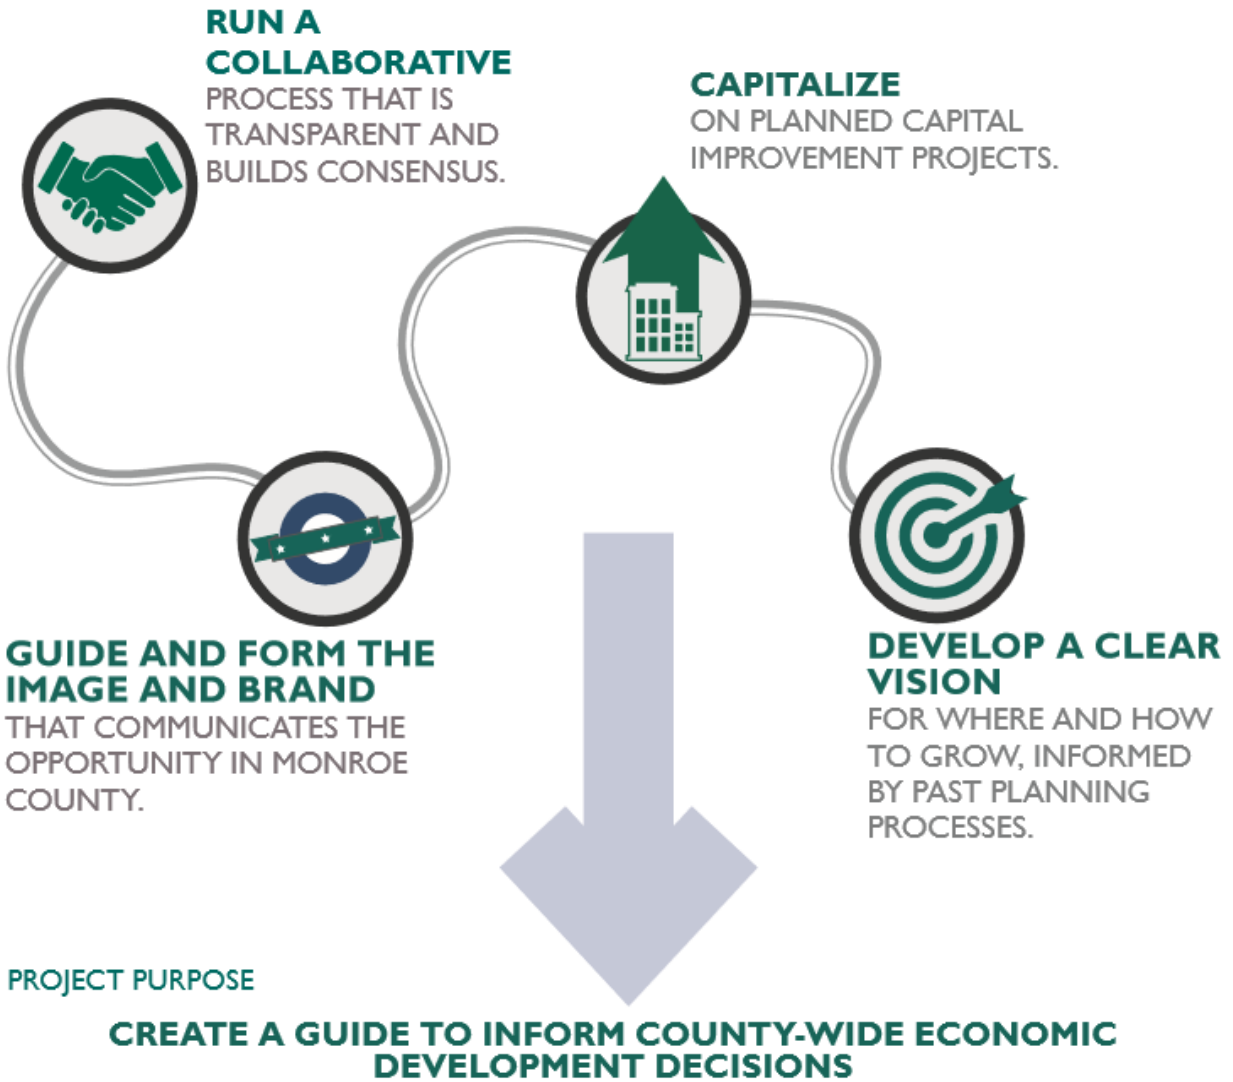 RUN A
COLLABORATIVE
PROCESS THAT IS
TRANSPARENT AND
BUILDS CONSENSUS.
CAPITALIZE
ON PLANNED CAPITAL
IMPROVEMENT PROJECTS.
GUIDE AND FORM THE
IMAGE AND BRAND
THAT COMMUNICATES THE
OPPORTUNITY IN MONROE
COUNTY.
DEVELOP A CLEAR
VISION
FOR WHERE AND HOW
TO GROW, INFORMED
BY PAST PLANNING
PROCESSES.
PROJECT PURPOSE
CREATE A GUIDE TO INFORM COUNTY-WIDE ECONOMIC
DEVELOPMENT DECISIONS